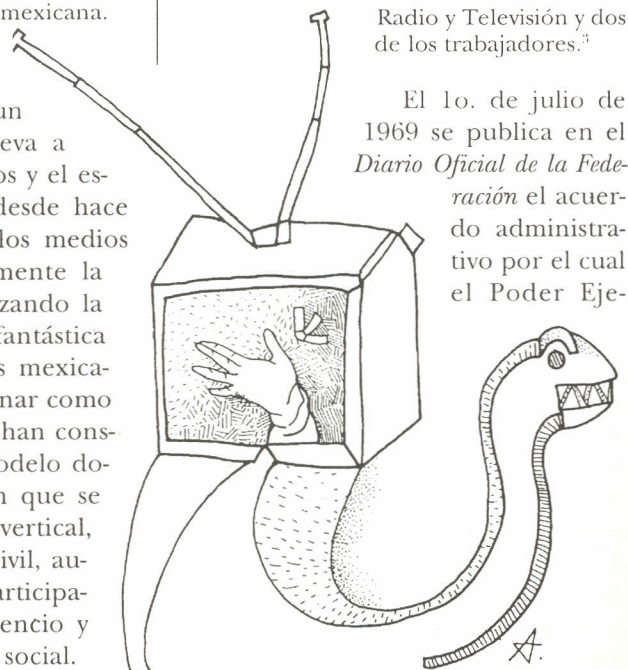 mexicana.
un
eva a
os y el es-
desde hace
los medios
mente la
zando la
fantástica
s mexica-
nar como
han cons-
odelo do-
n que se
vertical,
ivil, au-
articipa-
encio y
social.
Radio y Televisión y dos
de los trabajadores.⁵
El 1o. de julio de
1969 se publica en el
Diario Oficial de la Fede-
ración el acuer-
do administra-
tivo por el cual
el Poder Eje-
A.